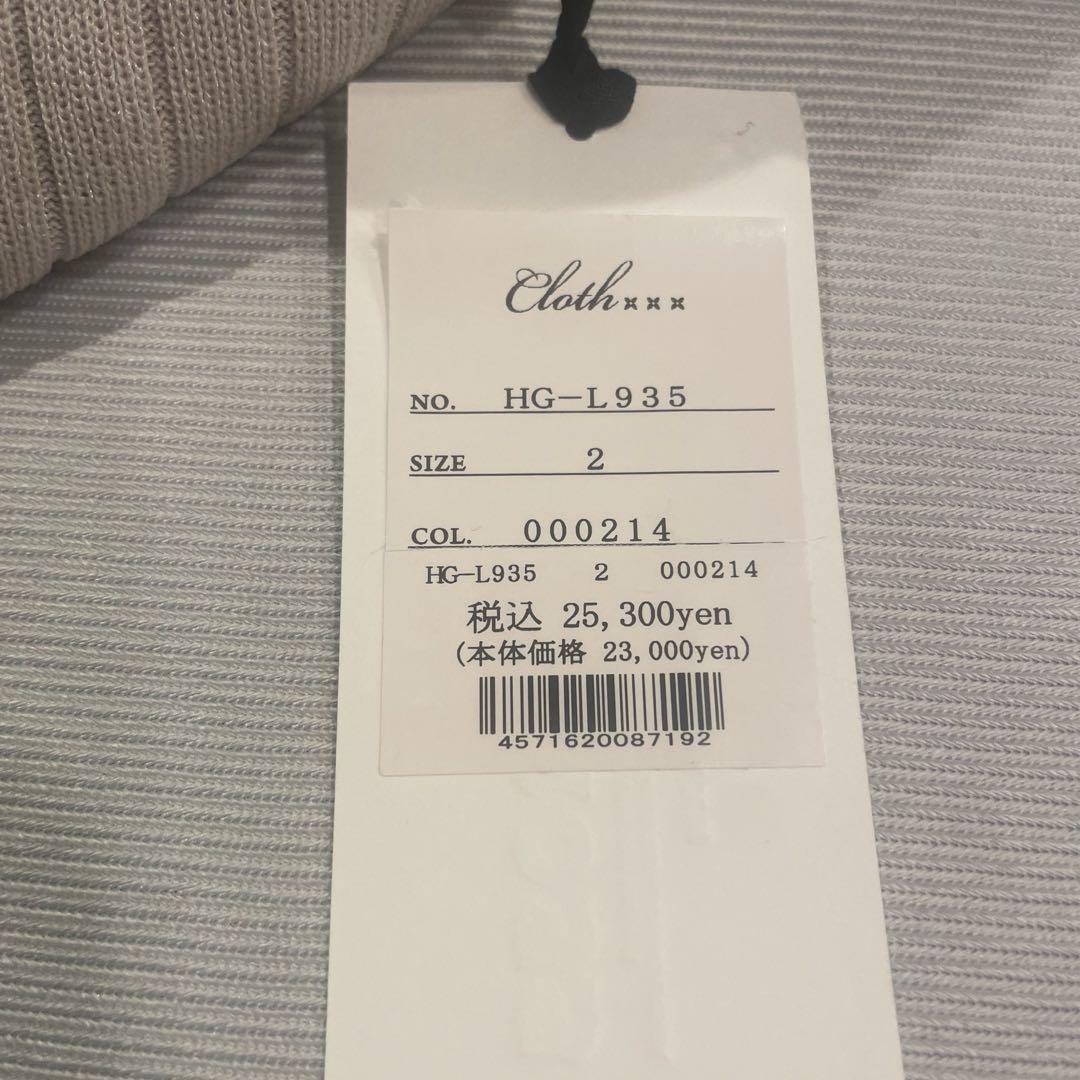 Cloth×××
NO. HG-L935
SIZE 2
COL. 000214
HG-L935 2 000214
税込 25,300yen
(本体価格 23,000yen)
4571620087192